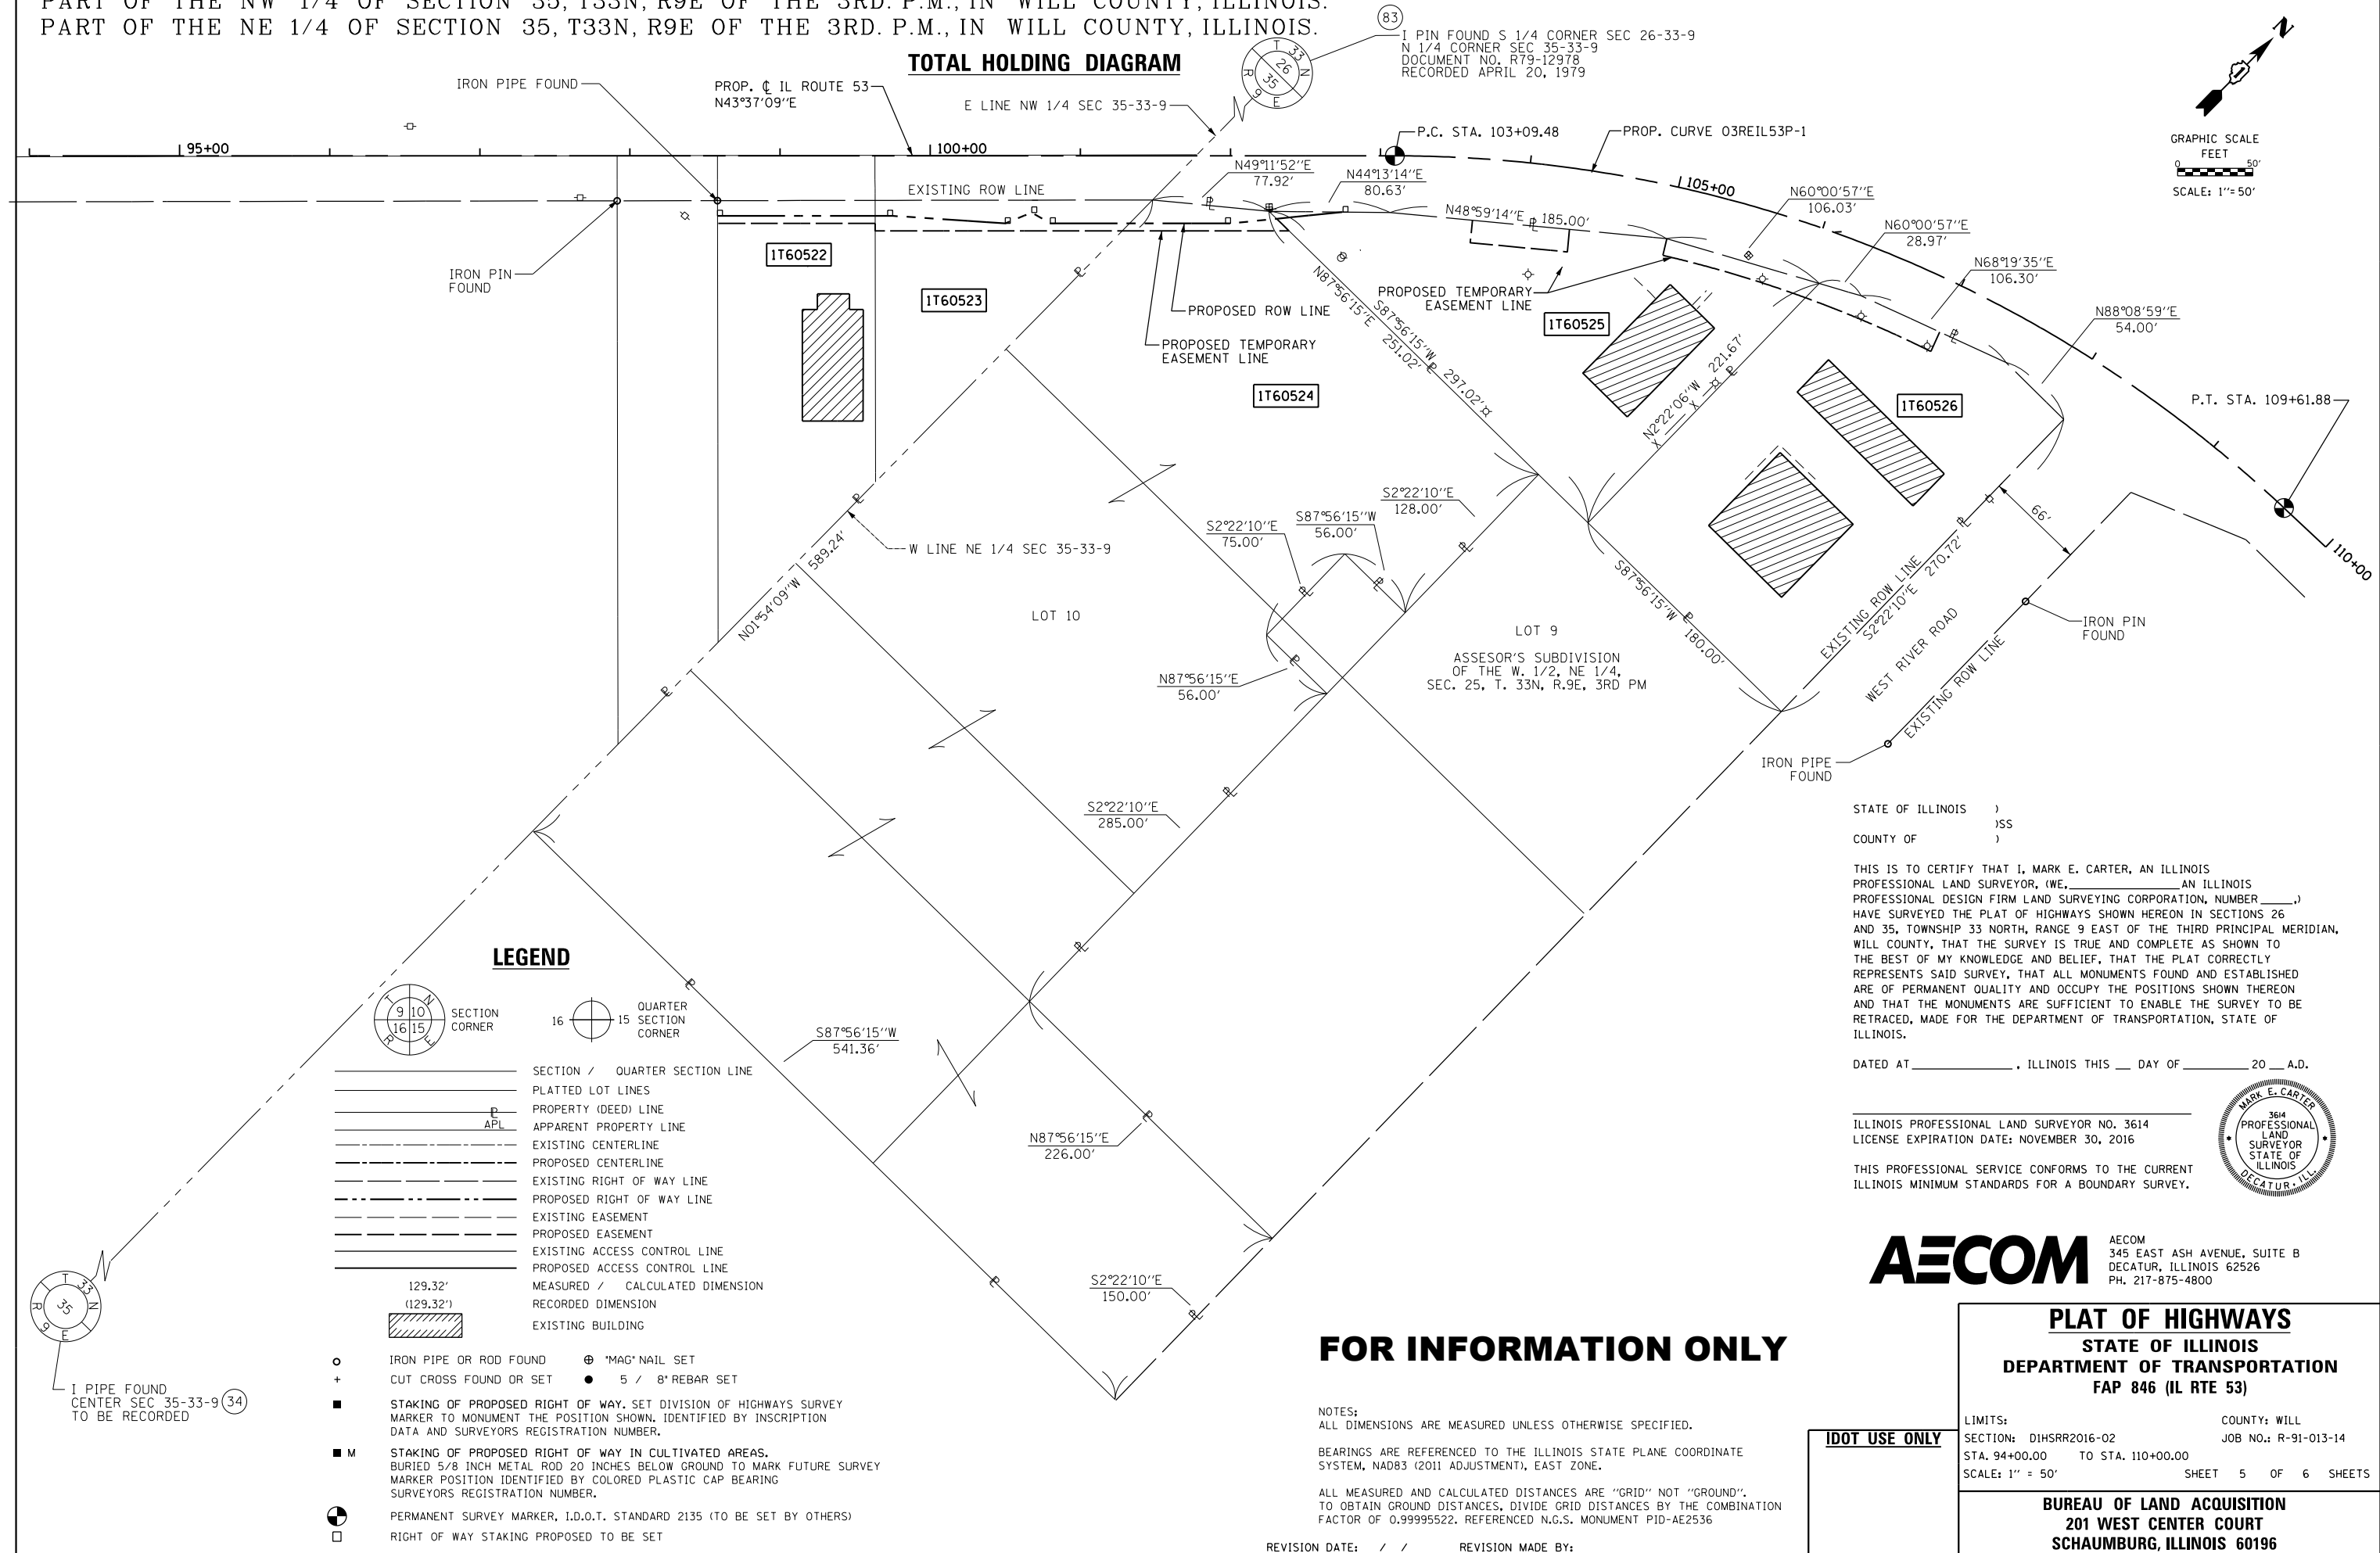 PART OF THE NW 1/4 OF SECTION 35, T33N, R9E OF THE 3RD. P.M., IN WILL COUNTY, ILLINOIS.
PART OF THE NE 1/4 OF SECTION 35, T33N, R9E OF THE 3RD. P.M., IN WILL COUNTY, ILLINOIS.
TOTAL HOLDING DIAGRAM
83
I PIN FOUND S 1/4 CORNER SEC 26-33-9
N 1/4 CORNER SEC 35-33-9
DOCUMENT NO. R79-12978
RECORDED APRIL 20, 1979
T 33 N
R 9 E
26
35
N
GRAPHIC SCALE
FEET
0 50'
SCALE: 1"=50'
IRON PIPE FOUND
PROP. ℄ IL ROUTE 53
N43°37'09"E
E LINE NW 1/4 SEC 35-33-9
P.C. STA. 103+09.48
PROP. CURVE 03REIL53P-1
95+00
100+00
105+00
110+00
EXISTING ROW LINE
N49°11'52"E
77.92'
N44°13'14"E
80.63'
N48°59'14"E 185.00'
N60°00'57"E
106.03'
N60°00'57"E
28.97'
N68°19'35"E
106.30'
N88°08'59"E
54.00'
P.T. STA. 109+61.88
IRON PIN
FOUND
1T60522
1T60523
1T60524
1T60525
1T60526
PROPOSED ROW LINE
PROPOSED TEMPORARY
EASEMENT LINE
PROPOSED TEMPORARY
EASEMENT LINE
N87°56'15"E
251.02'
S87°56'15"W 297.02'
N2°22'06"W 221.67'
X X
S2°22'10"E
128.00'
S87°56'15"W
56.00'
S2°22'10"E
75.00'
N87°56'15"E
56.00'
W LINE NE 1/4 SEC 35-33-9
N01°54'09"W 589.24'
LOT 10
LOT 9
ASSESOR'S SUBDIVISION
OF THE W. 1/2, NE 1/4,
SEC. 25, T. 33N, R.9E, 3RD PM
S87°56'15"W 180.00'
EXISTING ROW LINE
S2°22'10"E 270.72'
66'
WEST RIVER ROAD
EXISTING ROW LINE
IRON PIN
FOUND
IRON PIPE
FOUND
S2°22'10"E
285.00'
S87°56'15"W
541.36'
N87°56'15"E
226.00'
S2°22'10"E
150.00'
T 33 N
R 9 E
35
I PIPE FOUND
CENTER SEC 35-33-9 34
TO BE RECORDED
LEGEND
T N
R E
9 10
16 15
SECTION
CORNER
16 15
QUARTER
SECTION
CORNER
SECTION / QUARTER SECTION LINE
PLATTED LOT LINES
PROPERTY (DEED) LINE
APL APPARENT PROPERTY LINE
EXISTING CENTERLINE
PROPOSED CENTERLINE
EXISTING RIGHT OF WAY LINE
PROPOSED RIGHT OF WAY LINE
EXISTING EASEMENT
PROPOSED EASEMENT
EXISTING ACCESS CONTROL LINE
PROPOSED ACCESS CONTROL LINE
129.32' MEASURED / CALCULATED DIMENSION
(129.32') RECORDED DIMENSION
EXISTING BUILDING
IRON PIPE OR ROD FOUND "MAG" NAIL SET
CUT CROSS FOUND OR SET 5 / 8" REBAR SET
STAKING OF PROPOSED RIGHT OF WAY. SET DIVISION OF HIGHWAYS SURVEY
MARKER TO MONUMENT THE POSITION SHOWN. IDENTIFIED BY INSCRIPTION
DATA AND SURVEYORS REGISTRATION NUMBER.
M STAKING OF PROPOSED RIGHT OF WAY IN CULTIVATED AREAS.
BURIED 5/8 INCH METAL ROD 20 INCHES BELOW GROUND TO MARK FUTURE SURVEY
MARKER POSITION IDENTIFIED BY COLORED PLASTIC CAP BEARING
SURVEYORS REGISTRATION NUMBER.
PERMANENT SURVEY MARKER, I.D.O.T. STANDARD 2135 (TO BE SET BY OTHERS)
RIGHT OF WAY STAKING PROPOSED TO BE SET
STATE OF ILLINOIS )
)SS
COUNTY OF )
THIS IS TO CERTIFY THAT I, MARK E. CARTER, AN ILLINOIS
PROFESSIONAL LAND SURVEYOR, (WE,________________ AN ILLINOIS
PROFESSIONAL DESIGN FIRM LAND SURVEYING CORPORATION, NUMBER _____,)
HAVE SURVEYED THE PLAT OF HIGHWAYS SHOWN HEREON IN SECTIONS 26
AND 35, TOWNSHIP 33 NORTH, RANGE 9 EAST OF THE THIRD PRINCIPAL MERIDIAN,
WILL COUNTY, THAT THE SURVEY IS TRUE AND COMPLETE AS SHOWN TO
THE BEST OF MY KNOWLEDGE AND BELIEF, THAT THE PLAT CORRECTLY
REPRESENTS SAID SURVEY, THAT ALL MONUMENTS FOUND AND ESTABLISHED
ARE OF PERMANENT QUALITY AND OCCUPY THE POSITIONS SHOWN THEREON
AND THAT THE MONUMENTS ARE SUFFICIENT TO ENABLE THE SURVEY TO BE
RETRACED, MADE FOR THE DEPARTMENT OF TRANSPORTATION, STATE OF
ILLINOIS.
DATED AT ______________ , ILLINOIS THIS __ DAY OF _________ 20 __ A.D.
ILLINOIS PROFESSIONAL LAND SURVEYOR NO. 3614
LICENSE EXPIRATION DATE: NOVEMBER 30, 2016
THIS PROFESSIONAL SERVICE CONFORMS TO THE CURRENT
ILLINOIS MINIMUM STANDARDS FOR A BOUNDARY SURVEY.
MARK E. CARTER
3614
PROFESSIONAL
LAND
SURVEYOR
STATE OF
ILLINOIS
DECATUR, ILL.
AECOM
AECOM
345 EAST ASH AVENUE, SUITE B
DECATUR, ILLINOIS 62526
PH. 217-875-4800
FOR INFORMATION ONLY
NOTES;
ALL DIMENSIONS ARE MEASURED UNLESS OTHERWISE SPECIFIED.
BEARINGS ARE REFERENCED TO THE ILLINOIS STATE PLANE COORDINATE
SYSTEM, NAD83 (2011 ADJUSTMENT), EAST ZONE.
ALL MEASURED AND CALCULATED DISTANCES ARE "GRID" NOT "GROUND".
TO OBTAIN GROUND DISTANCES, DIVIDE GRID DISTANCES BY THE COMBINATION
FACTOR OF 0.99995522. REFERENCED N.G.S. MONUMENT PID-AE2536
REVISION DATE: / / REVISION MADE BY:
IDOT USE ONLY
PLAT OF HIGHWAYS
STATE OF ILLINOIS
DEPARTMENT OF TRANSPORTATION
FAP 846 (IL RTE 53)
LIMITS: COUNTY: WILL
SECTION: D1HSRR2016-02 JOB NO.: R-91-013-14
STA. 94+00.00 TO STA. 110+00.00
SCALE: 1" = 50' SHEET 5 OF 6 SHEETS
BUREAU OF LAND ACQUISITION
201 WEST CENTER COURT
SCHAUMBURG, ILLINOIS 60196